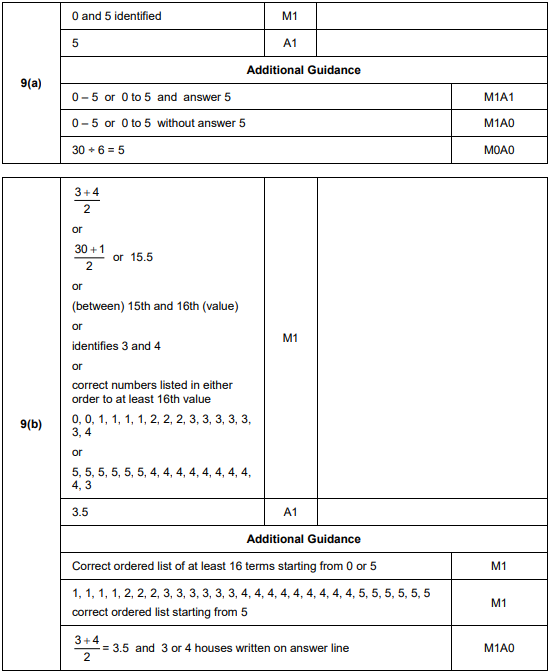 0 and 5 identified M1
5 A1
9(a)
Additional Guidance
0 – 5 or 0 to 5 and answer 5 M1A1
0 – 5 or 0 to 5 without answer 5 M1A0
30 ÷ 6 = 5 M0A0
3 + 4
2
or
30 + 1
2
or 15.5
or
(between) 15th and 16th (value)
or
identifies 3 and 4
M1
or
correct numbers listed in either
order to at least 16th value
0, 0, 1, 1, 1, 1, 2, 2, 2, 3, 3, 3, 3, 3,
3, 4
9(b)
or
5, 5, 5, 5, 5, 5, 4, 4, 4, 4, 4, 4, 4, 4,
4, 3
3.5 A1
Additional Guidance
Correct ordered list of at least 16 terms starting from 0 or 5 M1
1, 1, 1, 1, 2, 2, 2, 3, 3, 3, 3, 3, 3, 4, 4, 4, 4, 4, 4, 4, 4, 4, 5, 5, 5, 5, 5, 5
correct ordered list starting from 5
M1
3 + 4
2
= 3.5 and 3 or 4 houses written on answer line M1A0